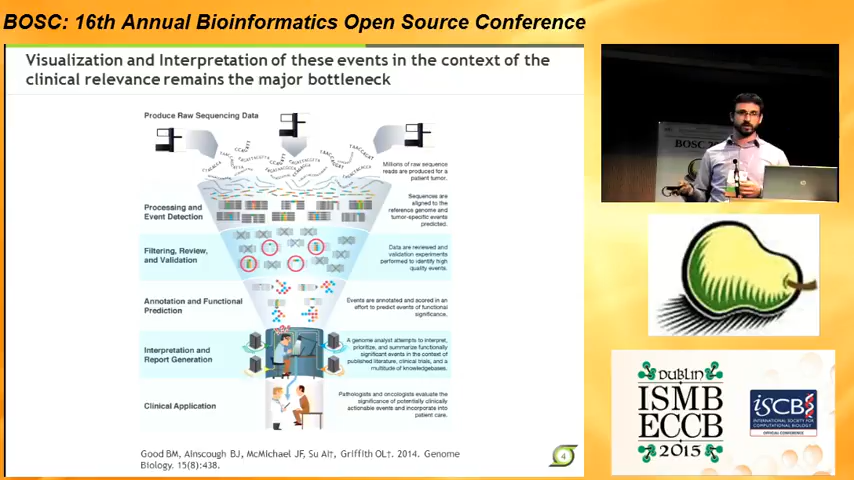 BOSC: 16th Annual Bioinformatics Open Source Conference
Visualization and Interpretation of these events in the context of the
clinical relevance remains the major bottleneck
Produce Raw Sequencing Data
Millions of raw sequence
reads are produced for a
patient tumor.
Processing and
Event Detection
Sequences are
aligned to the
reference genome and
tumor-specific events
predicted.
Filtering, Review,
and Validation
Data are reviewed and
validation experiments
performed to identify high
quality events.
Annotation and Functional
Prediction
Events are annotated and scored in an
effort to predict events of functional
significance.
Interpretation and
Report Generation
A genome analyst attempts to interpret,
prioritize, and summarize functionally
significant events in the context of
published literature, clinical trials, and a
multitude of knowledgebases.
Clinical Application
Pathologists and oncologists evaluate the
significance of potentially clinically
actionable events and incorporate into
patient care.
Good BM, Ainscough BJ, McMichael JF, Su AI†, Griffith OL†. 2014. Genome
Biology. 15(8):438.
4
BOSC
DUBLIN
ISMB
ECCB
2015
ISCB
INTERNATIONAL SOCIETY FOR
COMPUTATIONAL BIOLOGY
OFFICIAL CONFERENCE